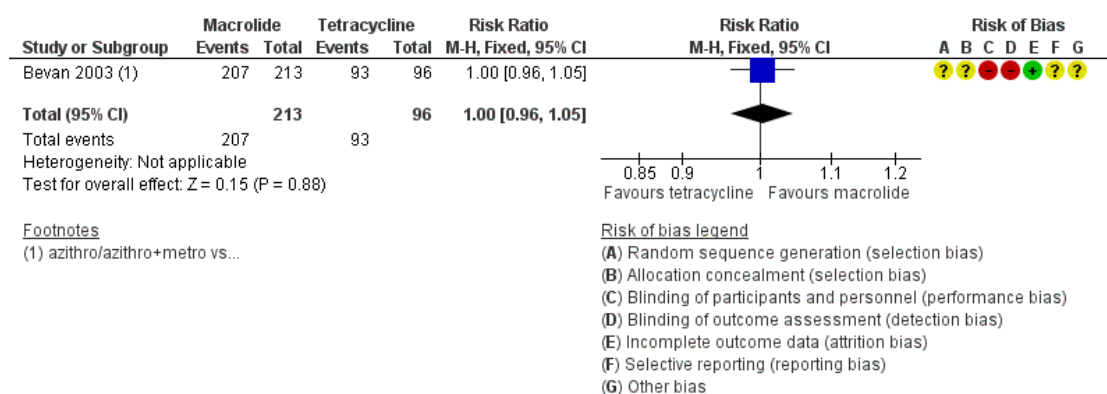 Macrolide Tetracycline Risk Ratio Risk Ratio Risk of Bias
Study or Subgroup Events Total Events Total M-H, Fixed, 95% CI M-H, Fixed, 95% CI A B C D E F G
Bevan 2003 (1) 207 213 93 96 1.00 [0.96, 1.05] ? ? - - + ? ?
Total (95% CI) 213 96 1.00 [0.96, 1.05]
Total events 207 93
Heterogeneity: Not applicable
Test for overall effect: Z = 0.15 (P = 0.88)
0.85 0.9 1 1.1 1.2
Favours tetracycline Favours macrolide
Footnotes
(1) azithro/azithro+metro vs...
Risk of bias legend
(A) Random sequence generation (selection bias)
(B) Allocation concealment (selection bias)
(C) Blinding of participants and personnel (performance bias)
(D) Blinding of outcome assessment (detection bias)
(E) Incomplete outcome data (attrition bias)
(F) Selective reporting (reporting bias)
(G) Other bias